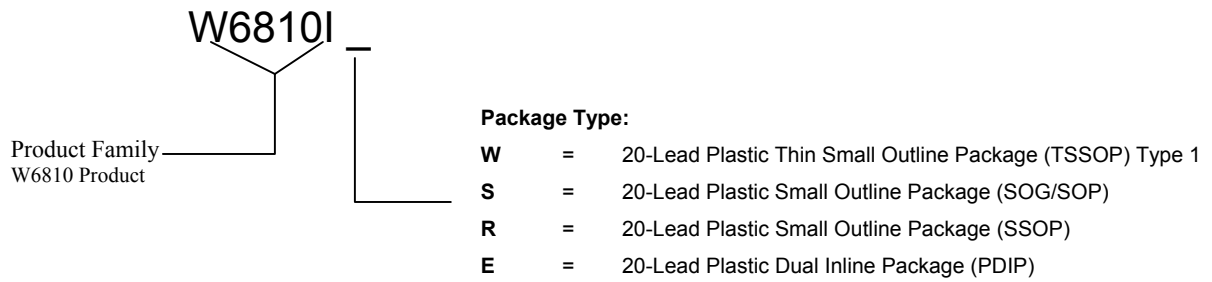 W6810I _
Product Family
W6810 Product
Package Type:
W = 20-Lead Plastic Thin Small Outline Package (TSSOP) Type 1
S = 20-Lead Plastic Small Outline Package (SOG/SOP)
R = 20-Lead Plastic Small Outline Package (SSOP)
E = 20-Lead Plastic Dual Inline Package (PDIP)